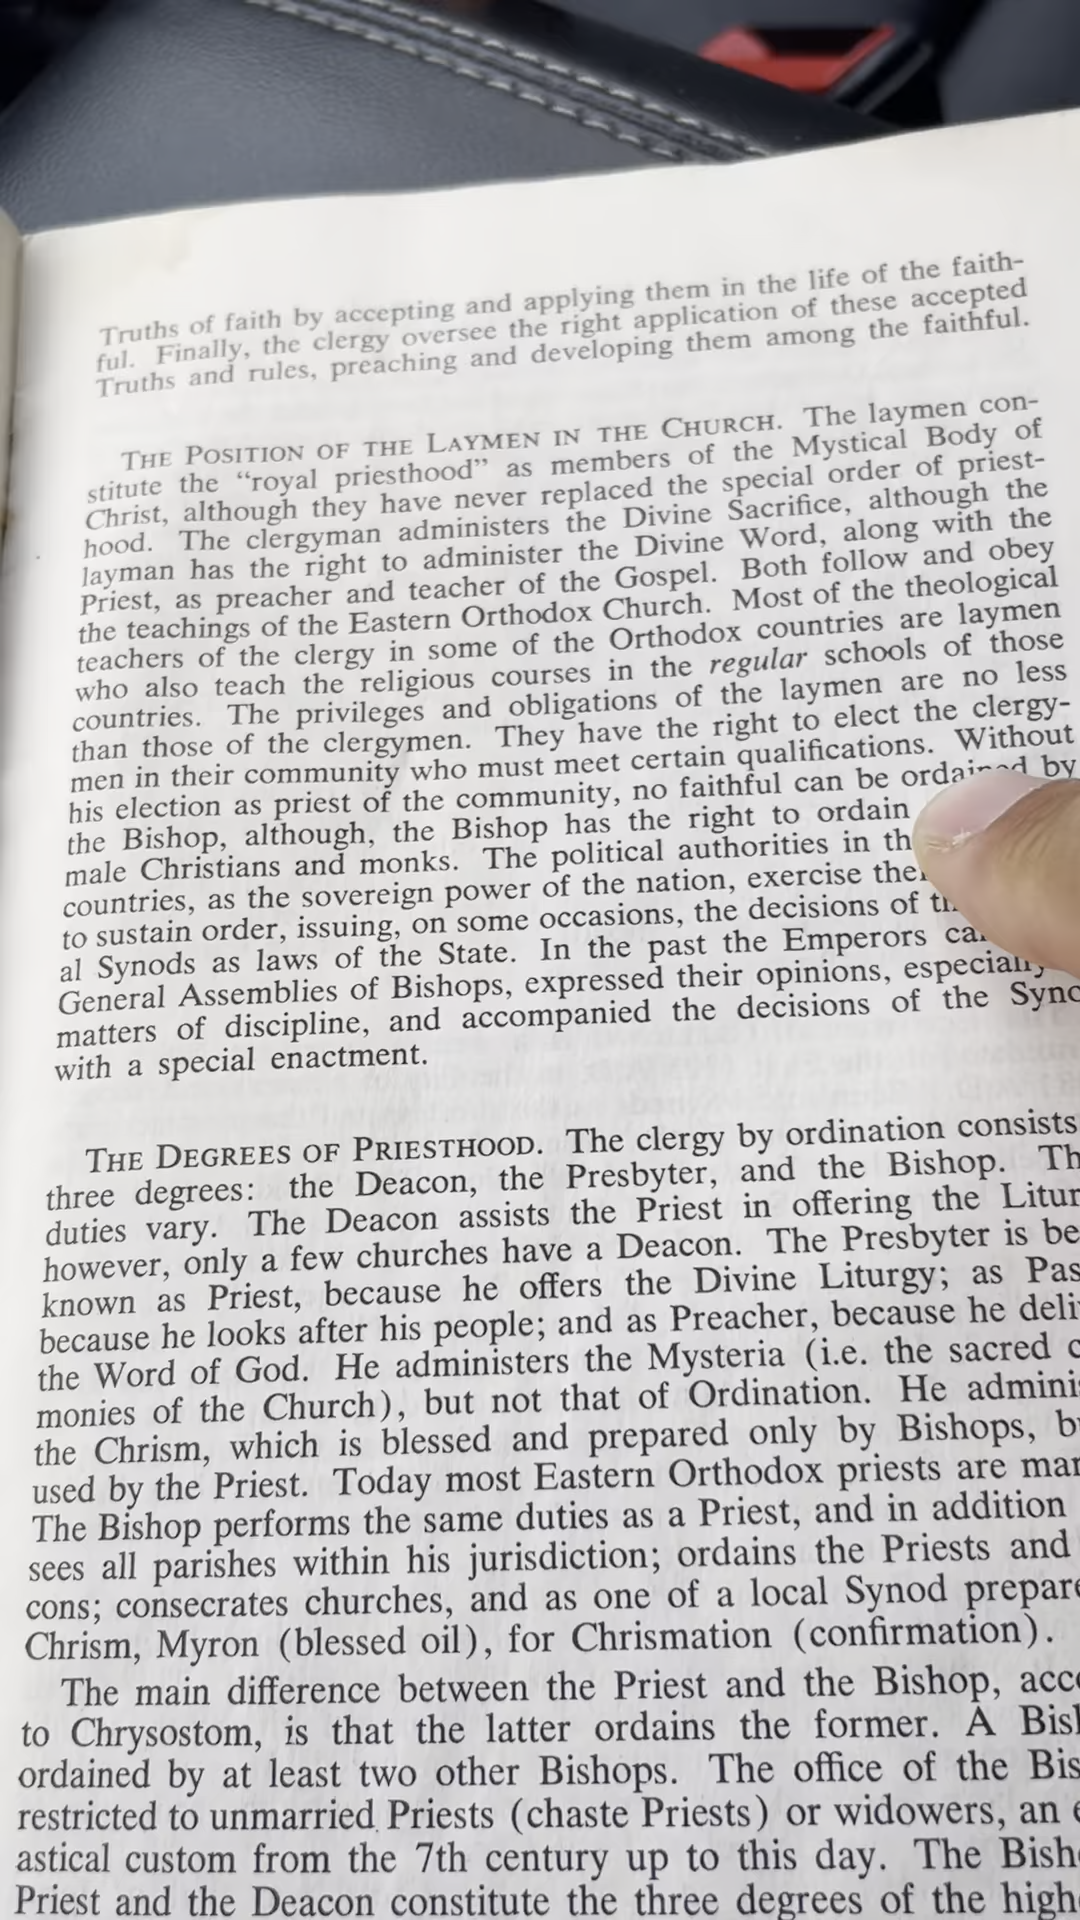 Truths of faith by accepting and applying them in the life of the faith-
ful. Finally, the clergy oversee the right application of these accepted
Truths and rules, preaching and developing them among the faithful.
THE POSITION OF THE LAYMEN IN THE CHURCH. The laymen con-
stitute the “royal priesthood” as members of the Mystical Body of
Christ, although they have never replaced the special order of priest-
hood. The clergyman administers the Divine Sacrifice, although the
layman has the right to administer the Divine Word, along with the
Priest, as preacher and teacher of the Gospel. Both follow and obey
the teachings of the Eastern Orthodox Church. Most of the theological
teachers of the clergy in some of the Orthodox countries are laymen
who also teach the religious courses in the regular schools of those
countries. The privileges and obligations of the laymen are no less
than those of the clergymen. They have the right to elect the clergy-
men in their community who must meet certain qualifications. Without
his election as priest of the community, no faithful can be ordained by
the Bishop, although, the Bishop has the right to ordain
male Christians and monks. The political authorities in
countries, as the sovereign power of the nation, exercise
to sustain order, issuing, on some occasions, the decisions of
al Synods as laws of the State. In the past the Emperors
General Assemblies of Bishops, expressed their opinions, especially
matters of discipline, and accompanied the decisions of the
with a special enactment.
THE DEGREES OF PRIESTHOOD. The clergy by ordination consists
three degrees: the Deacon, the Presbyter, and the Bishop.
duties vary. The Deacon assists the Priest in offering the
however, only a few churches have a Deacon. The Presbyter is
known as Priest, because he offers the Divine Liturgy; as
because he looks after his people; and as Preacher, because he
the Word of God. He administers the Mysteria (i.e. the sacred
monies of the Church), but not that of Ordination. He
the Chrism, which is blessed and prepared only by Bishops,
used by the Priest. Today most Eastern Orthodox priests are
The Bishop performs the same duties as a Priest, and in addition
sees all parishes within his jurisdiction; ordains the Priests and
cons; consecrates churches, and as one of a local Synod
Chrism, Myron (blessed oil), for Chrismation (confirmation).
The main difference between the Priest and the Bishop,
to Chrysostom, is that the latter ordains the former. A
ordained by at least two other Bishops. The office of the
restricted to unmarried Priests (chaste Priests) or widowers, an
astical custom from the 7th century up to this day. The
Priest and the Deacon constitute the three degrees of the